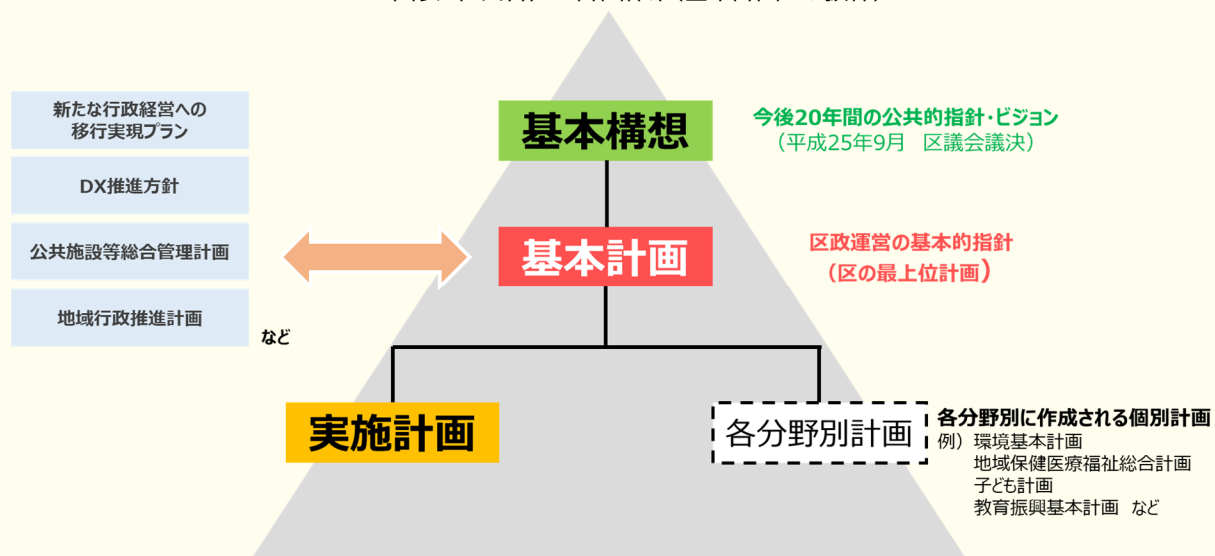 新たな行政経営への
移行実現プラン
DX推進方針
公共施設等総合管理計画
地域行政推進計画
など
基本構想
今後20年間の公共的指針・ビジョン
（平成25年9月　区議会議決）
基本計画
区政運営の基本的指針
（区の最上位計画）
実施計画
各分野別計画
各分野別に作成される個別計画
例）環境基本計画
地域保健医療福祉総合計画
子ども計画
教育振興基本計画　など